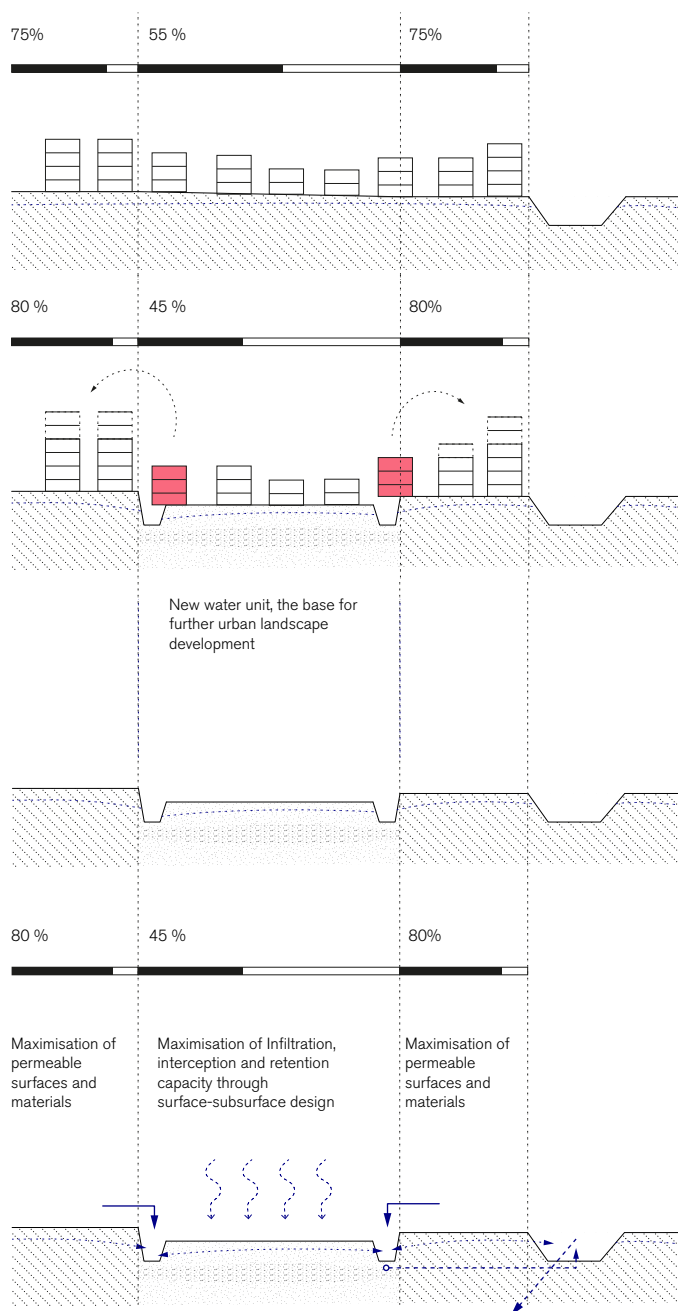 75%
55 %
75%
80 %
45 %
80%
New water unit, the base for
further urban landscape
development
80 %
45 %
80%
Maximisation of
permeable
surfaces and
materials
Maximisation of Infiltration,
interception and retention
capacity through
surface-subsurface design
Maximisation of
permeable
surfaces and
materials